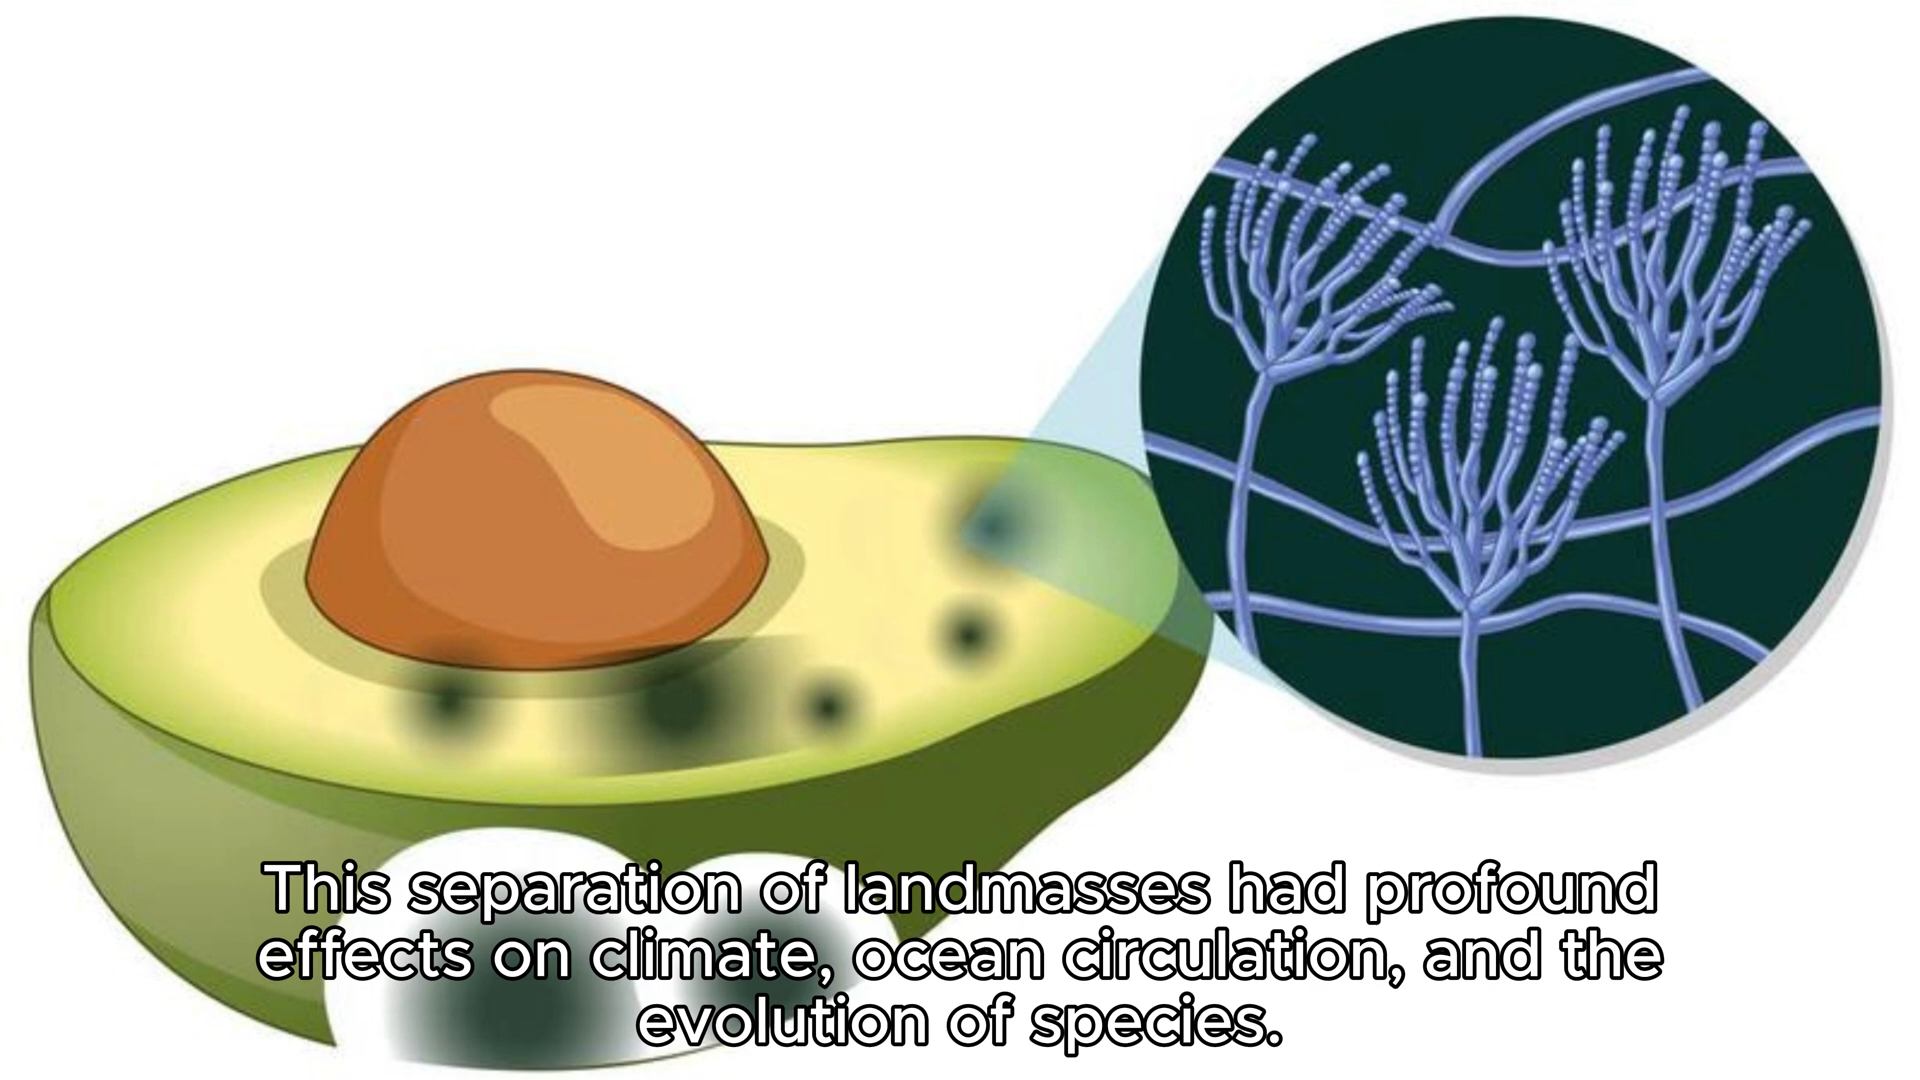 This separation of landmasses had profound
effects on climate, ocean circulation, and the
evolution of species.